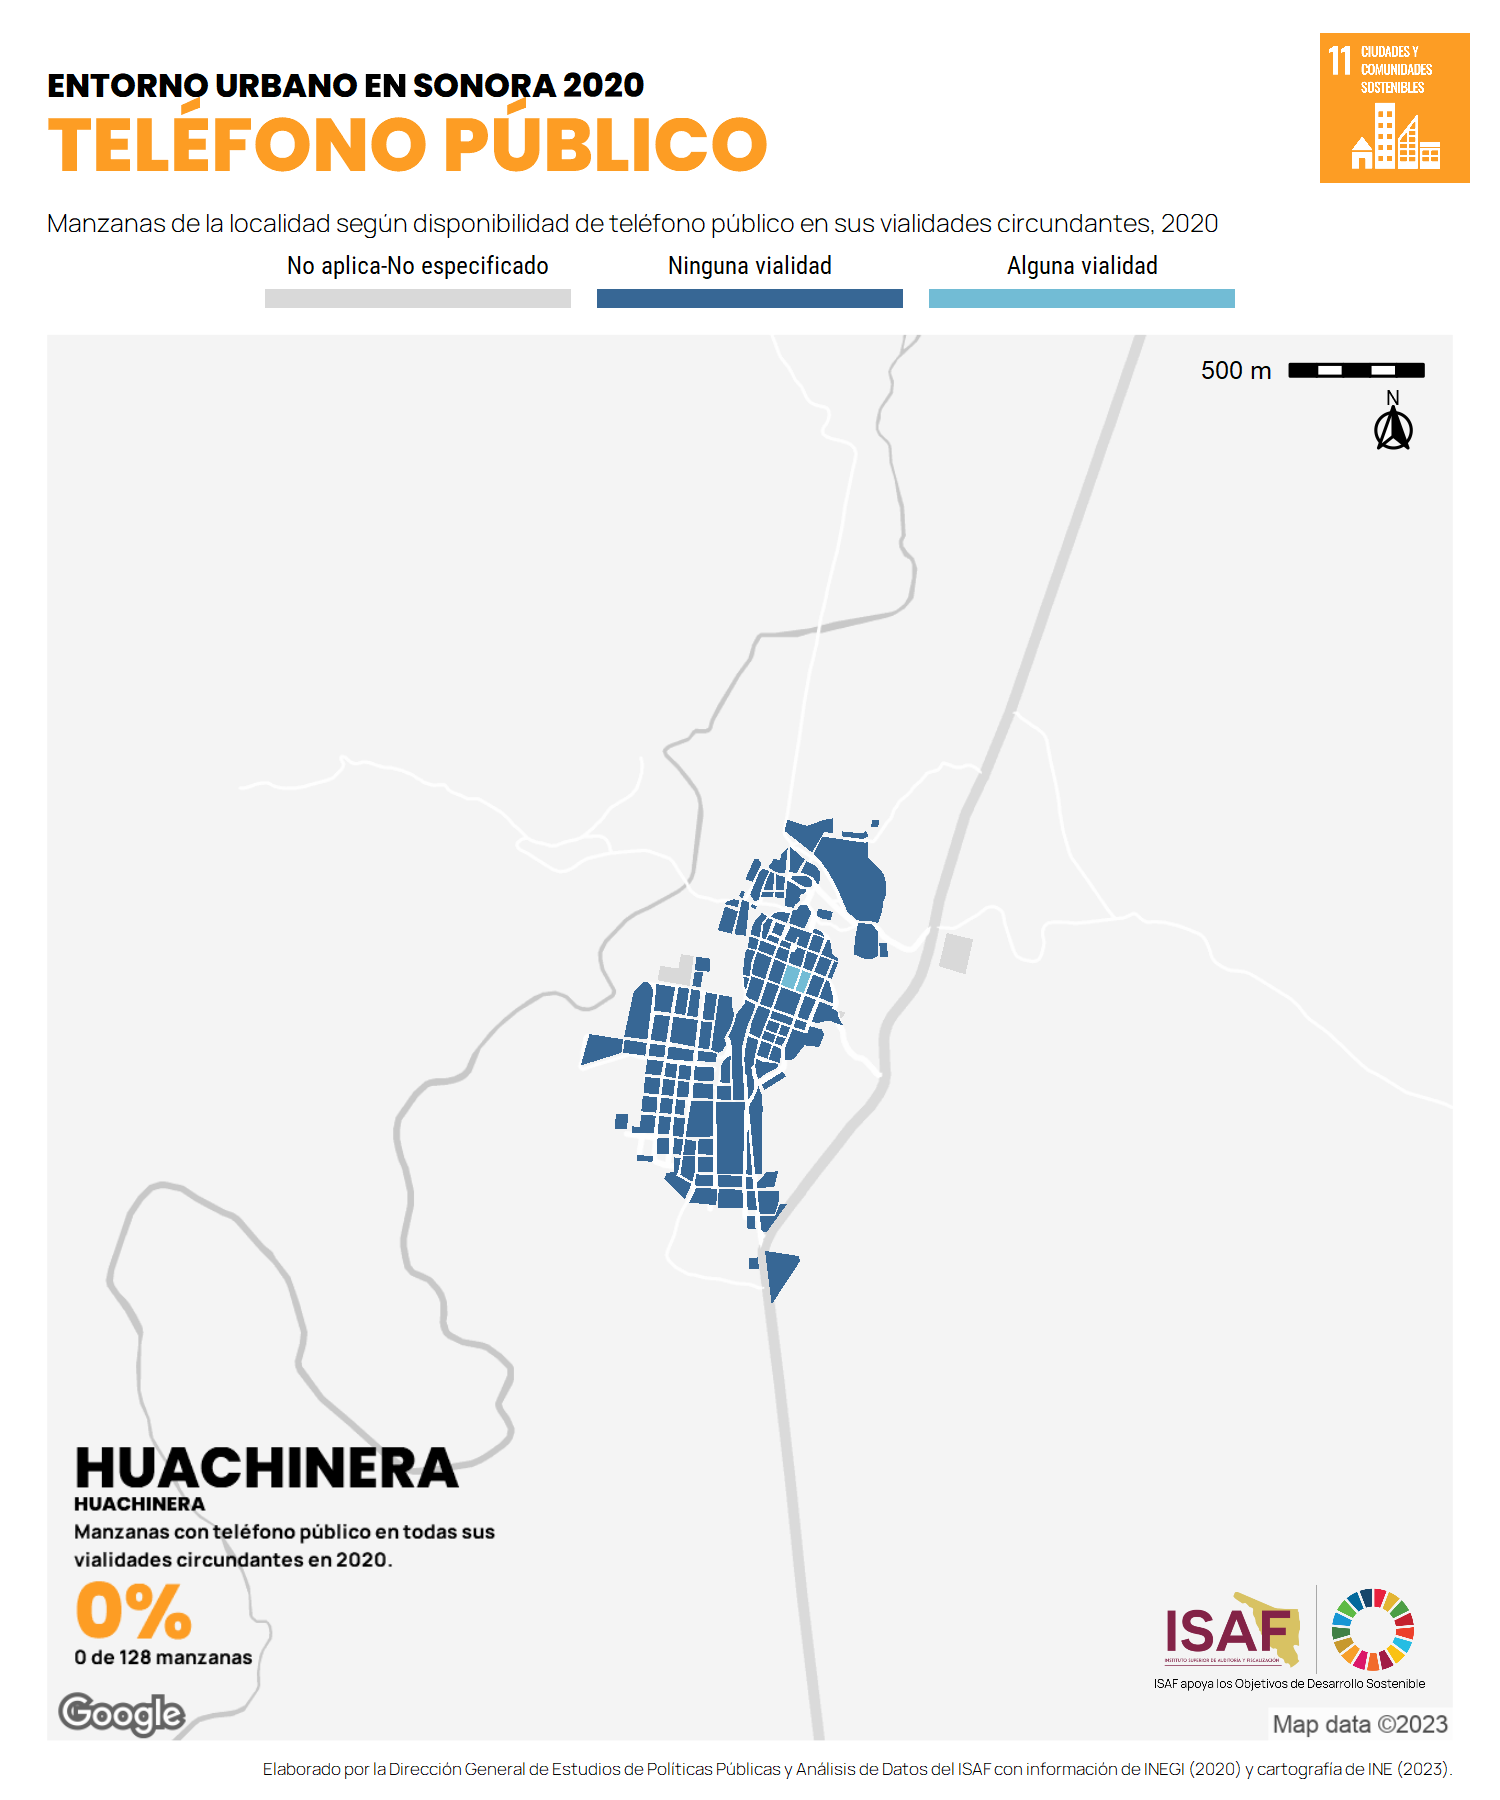 ENTORNO URBANO EN SONORA 2020
TELÉFONO PÚBLICO
11 CIUDADES Y
COMUNIDADES
SOSTENIBLES
Manzanas de la localidad según disponibilidad de teléfono público en sus vialidades circundantes, 2020
No aplica-No especificado
Ninguna vialidad
Alguna vialidad
500 m
N
HUACHINERA
HUACHINERA
Manzanas con teléfono público en todas sus
vialidades circundantes en 2020.
0%
0 de 128 manzanas
Google
ISAF
INSTITUTO SUPERIOR DE AUDITORÍA Y FISCALIZACIÓN
ISAF apoya los Objetivos de Desarrollo Sostenible
Map data ©2023
Elaborado por la Dirección General de Estudios de Políticas Públicas y Análisis de Datos del ISAF con información de INEGI (2020) y cartografía de INE (2023).